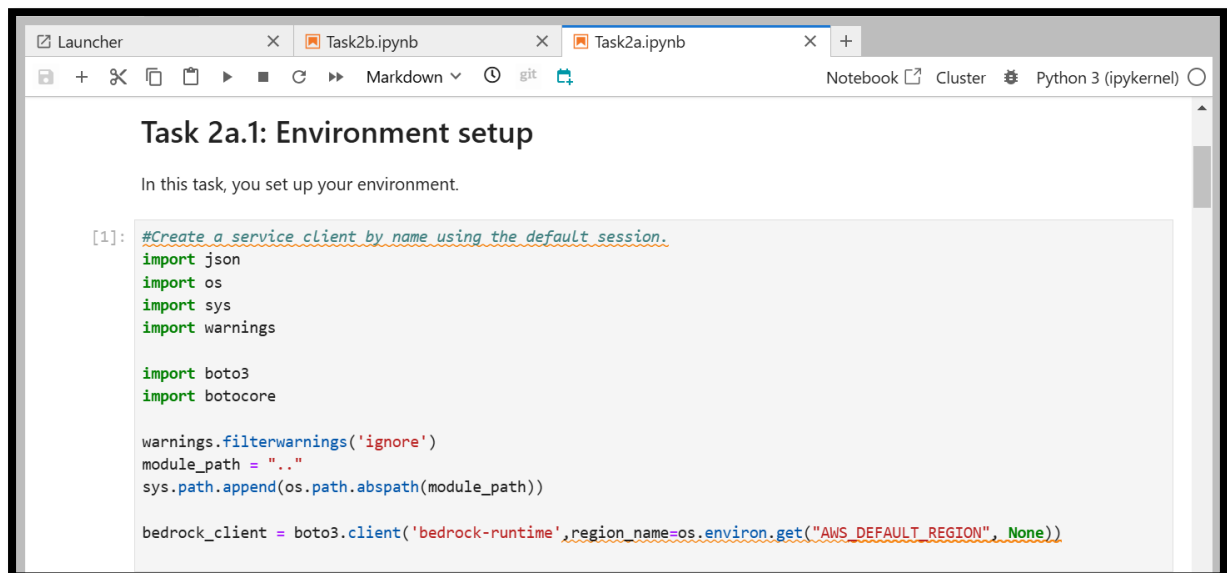 Launcher
Task2b.ipynb
Task2a.ipynb
Markdown
git
Notebook
Cluster
Python 3 (ipykernel)
Task 2a.1: Environment setup
In this task, you set up your environment.
[1]:
#Create a service client by name using the default session.
import json
import os
import sys
import warnings
import boto3
import botocore
warnings.filterwarnings('ignore')
module_path = ".."
sys.path.append(os.path.abspath(module_path))
bedrock_client = boto3.client('bedrock-runtime',region_name=os.environ.get("AWS_DEFAULT_REGION", None))